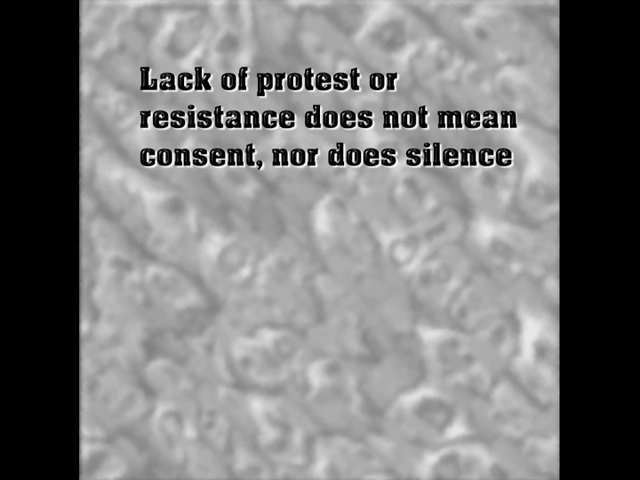 Lack of protest or
resistance does not mean
consent, nor does silence